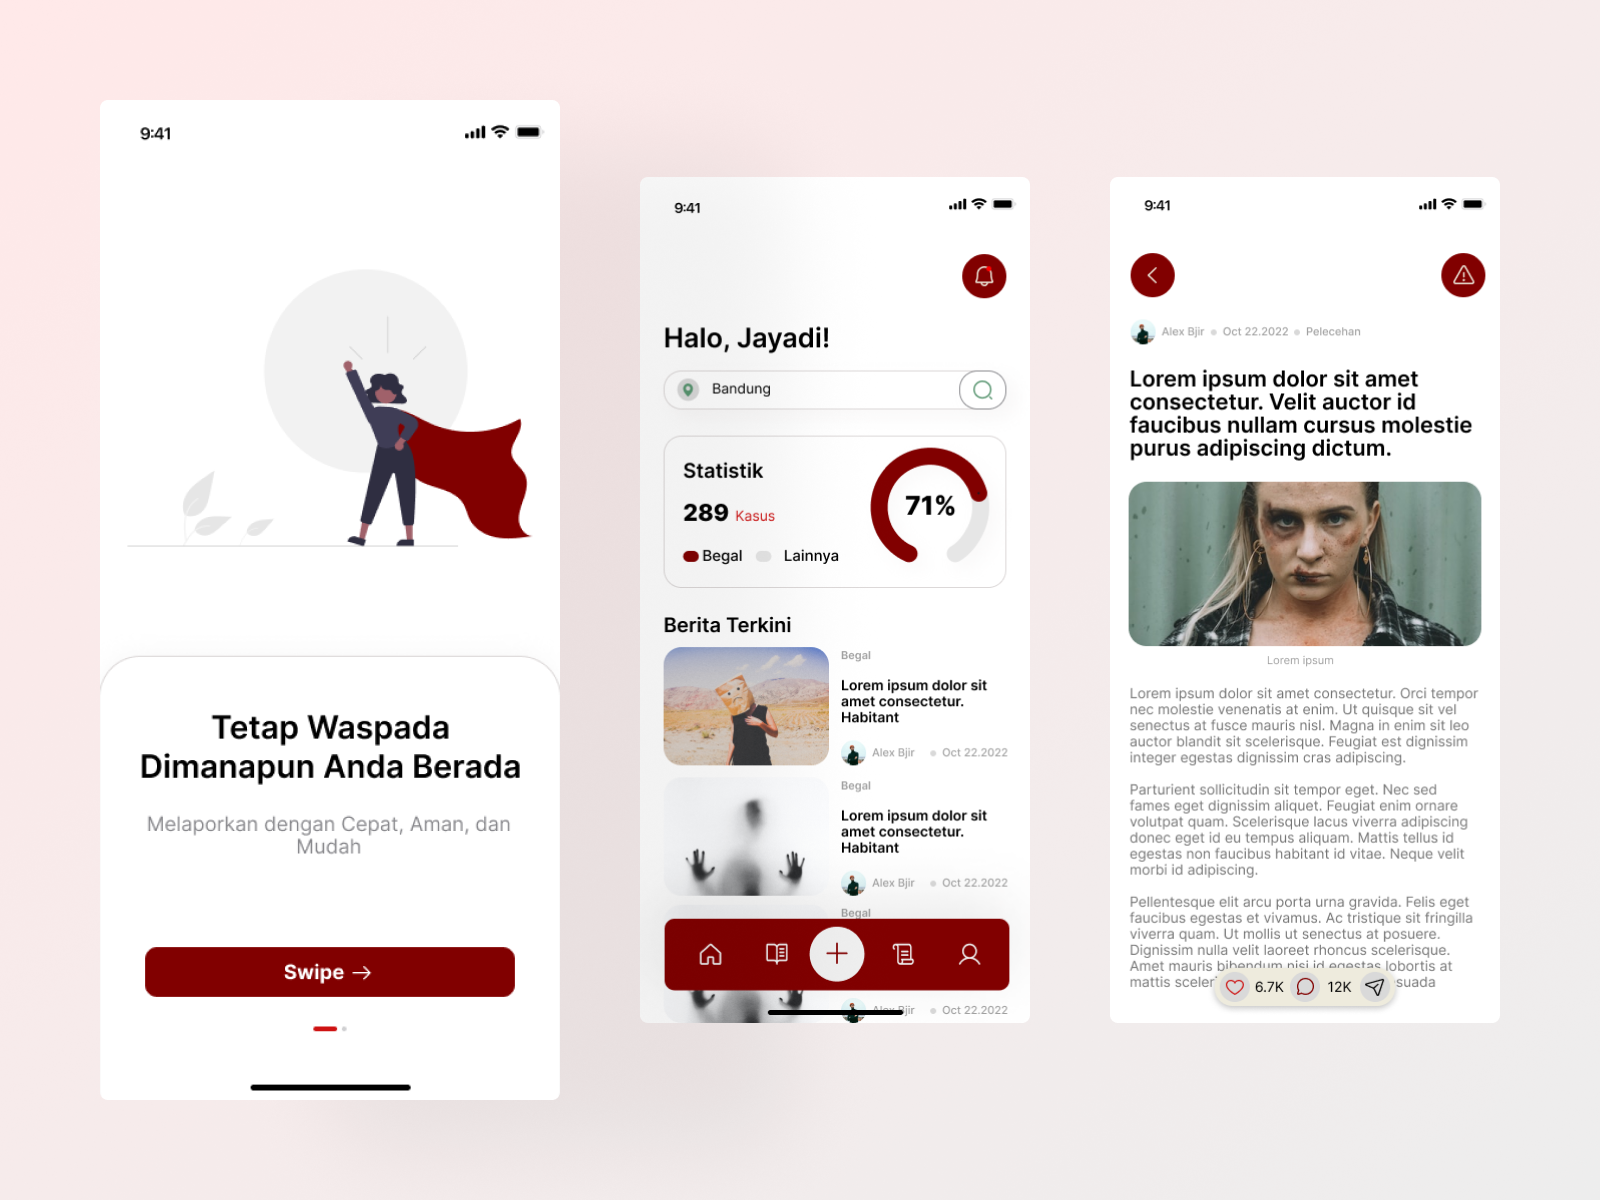 9:41
Tetap Waspada
Dimanapun Anda Berada
Melaporkan dengan Cepat, Aman, dan
Mudah
Swipe
9:41
Halo, Jayadi!
Bandung
Statistik
289 Kasus
Begal Lainnya
71%
Berita Terkini
Begal
Lorem ipsum dolor sit
amet consectetur.
Habitant
Alex Bjir Oct 22.2022
Begal
Lorem ipsum dolor sit
amet consectetur.
Habitant
Alex Bjir Oct 22.2022
Begal
Bjir Oct 22.2022
9:41
Alex Bjir Oct 22.2022 Pelecehan
Lorem ipsum dolor sit amet
consectetur. Velit auctor id
faucibus nullam cursus molestie
purus adipiscing dictum.
Lorem ipsum
Lorem ipsum dolor sit amet consectetur. Orci tempor
nec molestie venenatis at enim. Ut quisque sit vel
senectus at fusce mauris nisl. Magna in enim sit leo
auctor blandit sit scelerisque. Feugiat est dignissim
integer egestas dignissim cras adipiscing.
Parturient sollicitudin sit tempor eget. Nec sed
fames eget dignissim aliquet. Feugiat enim ornare
volutpat quam. Scelerisque lacus viverra adipiscing
donec eget id eu tempus aliquam. Mattis tellus id
egestas non faucibus habitant id vitae. Neque velit
morbi id adipiscing.
Pellentesque elit arcu porta urna gravida. Felis eget
faucibus egestas et vivamus. Ac tristique sit fringilla
viverra quam. Ut mollis ut senectus at posuere.
Dignissim nulla velit laoreet rhoncus scelerisque.
Amet mauris bibendum nisi id egestas lobortis at
mattis sceler suada
6.7K 12K